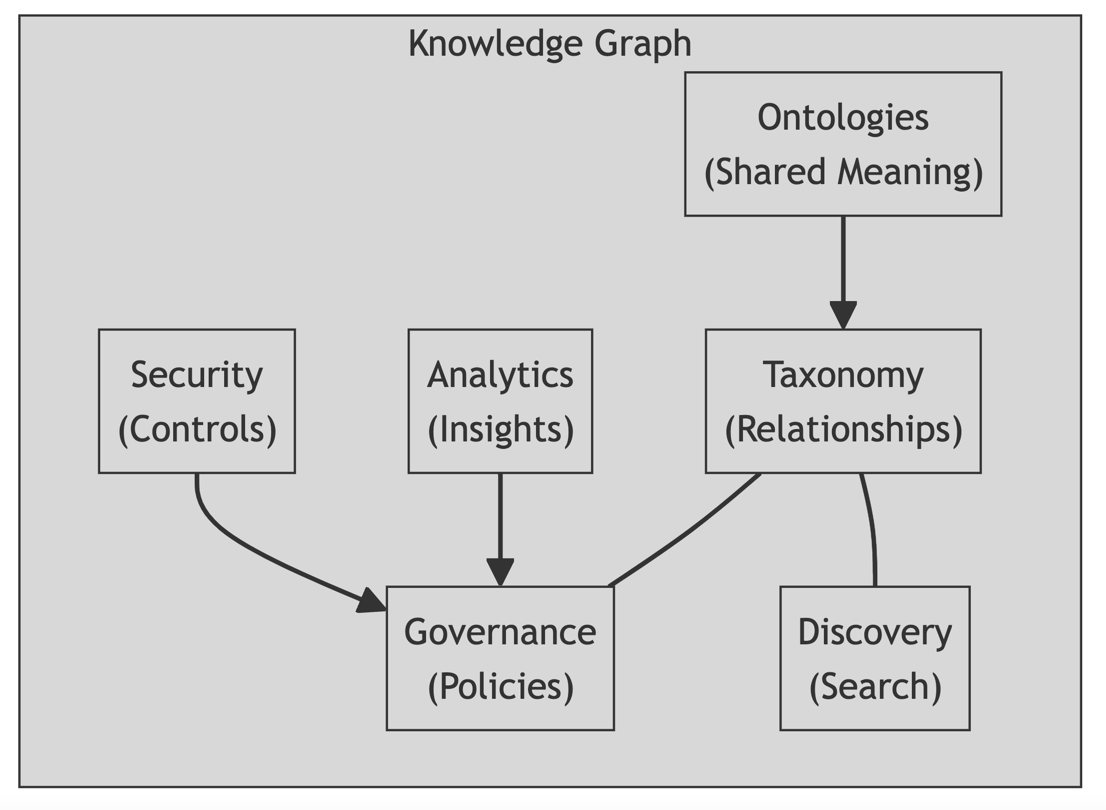 Knowledge Graph
Ontologies
(Shared Meaning)
Security
(Controls)
Analytics
(Insights)
Taxonomy
(Relationships)
Governance
(Policies)
Discovery
(Search)